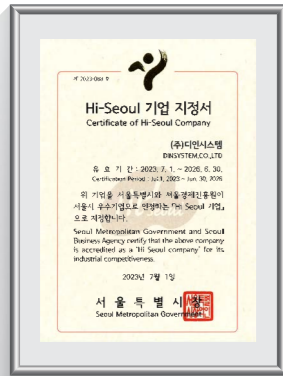 Hi-Seoul 기업 지정서
Certificate of Hi-Seoul Company
(주)디인시스템
DINSYSTEM.CO.,LTD
유 효 기 간 : 2023. 7. 1. ~ 2026. 6. 30.
Certification Period : Jul 1, 2023 ~ Jun. 30, 2026
위 기업을 서울특별시와 서울경제진흥원이
서울시 우수기업으로 인정하는 「Hi Seoul 기업」
으로 지정합니다.
Seoul Metropolitan Government and Seoul
Business Agency certify that the above company
is accredited as a 'Hi Seoul company' for its
industrial competitiveness.
2023년 7월 1일
서 울 특 별 시 장
Seoul Metropolitan Government